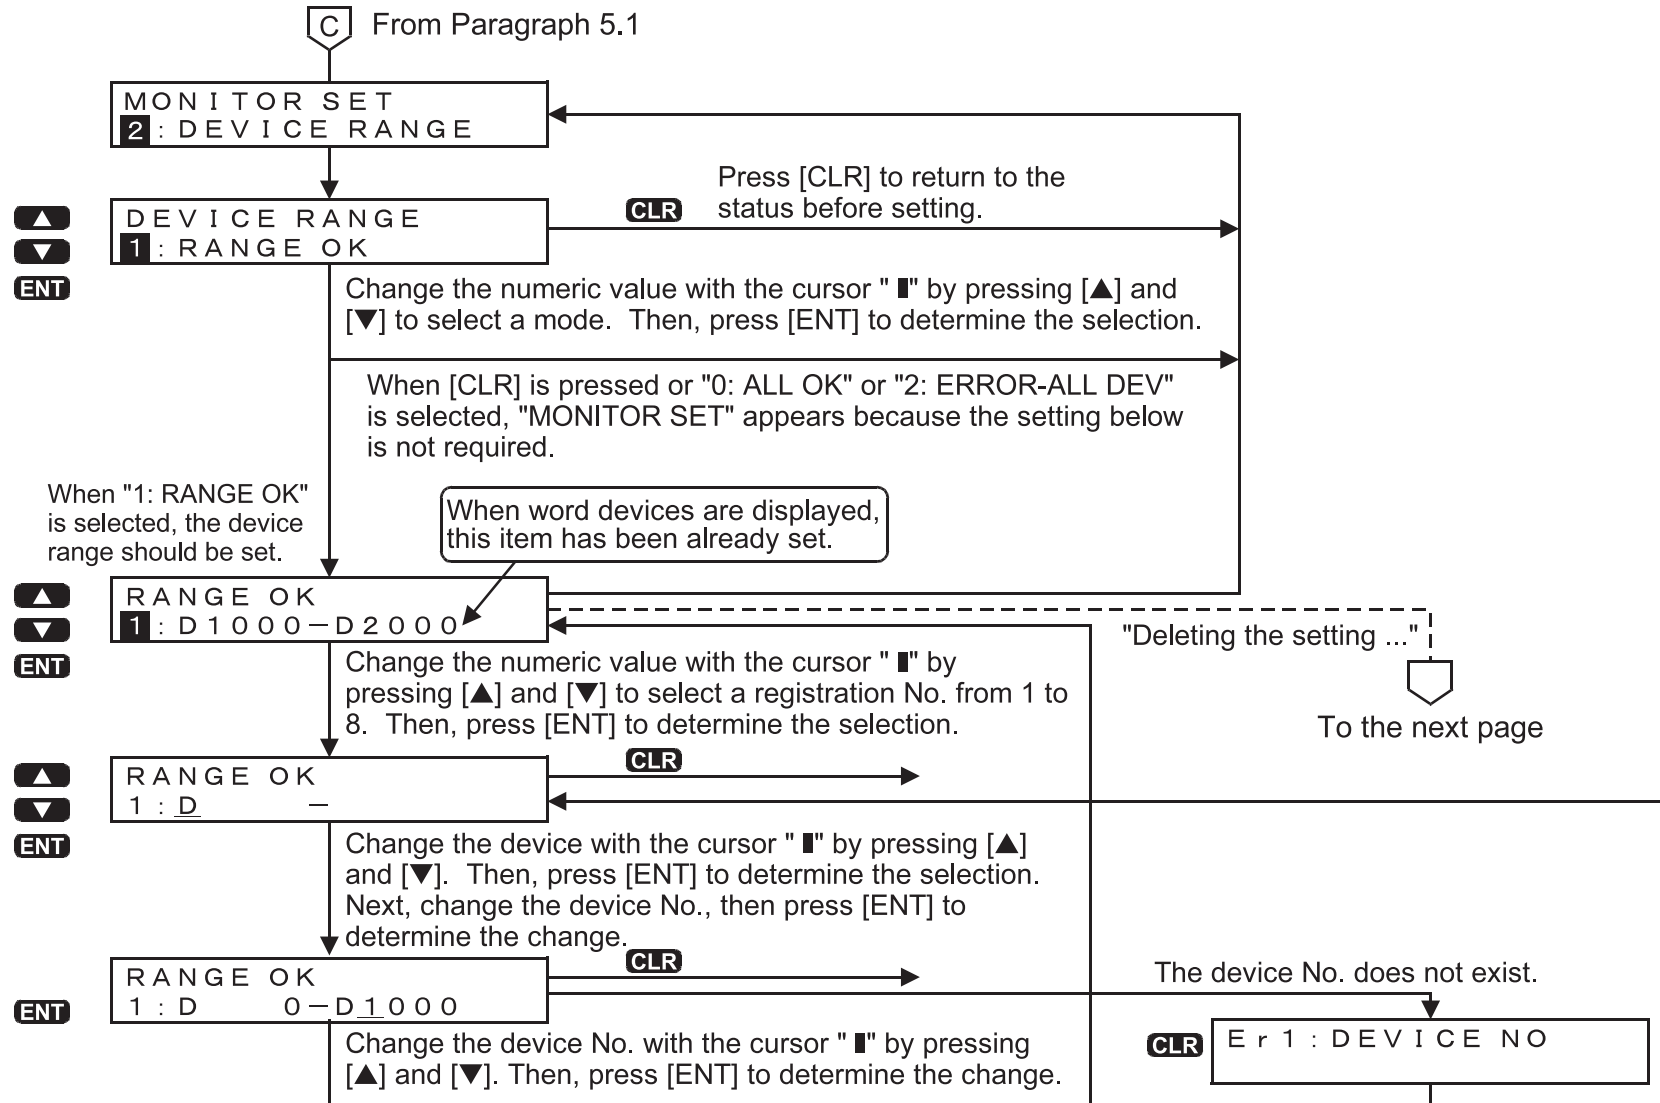 C From Paragraph 5.1
MONITOR SET
2: DEVICE RANGE
Press [CLR] to return to the
CLR status before setting.
▲ DEVICE RANGE
▼ 1: RANGE OK
ENT
Change the numeric value with the cursor " ▮" by pressing [▲] and
[▼] to select a mode. Then, press [ENT] to determine the selection.
When [CLR] is pressed or "0: ALL OK" or "2: ERROR-ALL DEV"
is selected, "MONITOR SET" appears because the setting below
is not required.
When "1: RANGE OK"
is selected, the device
range should be set.
When word devices are displayed,
this item has been already set.
▲ RANGE OK
▼ 1: D1000-D2000
ENT
"Deleting the setting ..."
To the next page
Change the numeric value with the cursor " ▮" by
pressing [▲] and [▼] to select a registration No. from 1 to
8. Then, press [ENT] to determine the selection.
CLR
▲ RANGE OK
▼ 1: D -
ENT
Change the device with the cursor " ▮" by pressing [▲]
and [▼]. Then, press [ENT] to determine the selection.
Next, change the device No., then press [ENT] to
determine the change.
CLR
RANGE OK
ENT 1: D 0-D1000
The device No. does not exist.
CLR Er1: DEVICE NO
Change the device No. with the cursor " ▮" by pressing
[▲] and [▼]. Then, press [ENT] to determine the change.